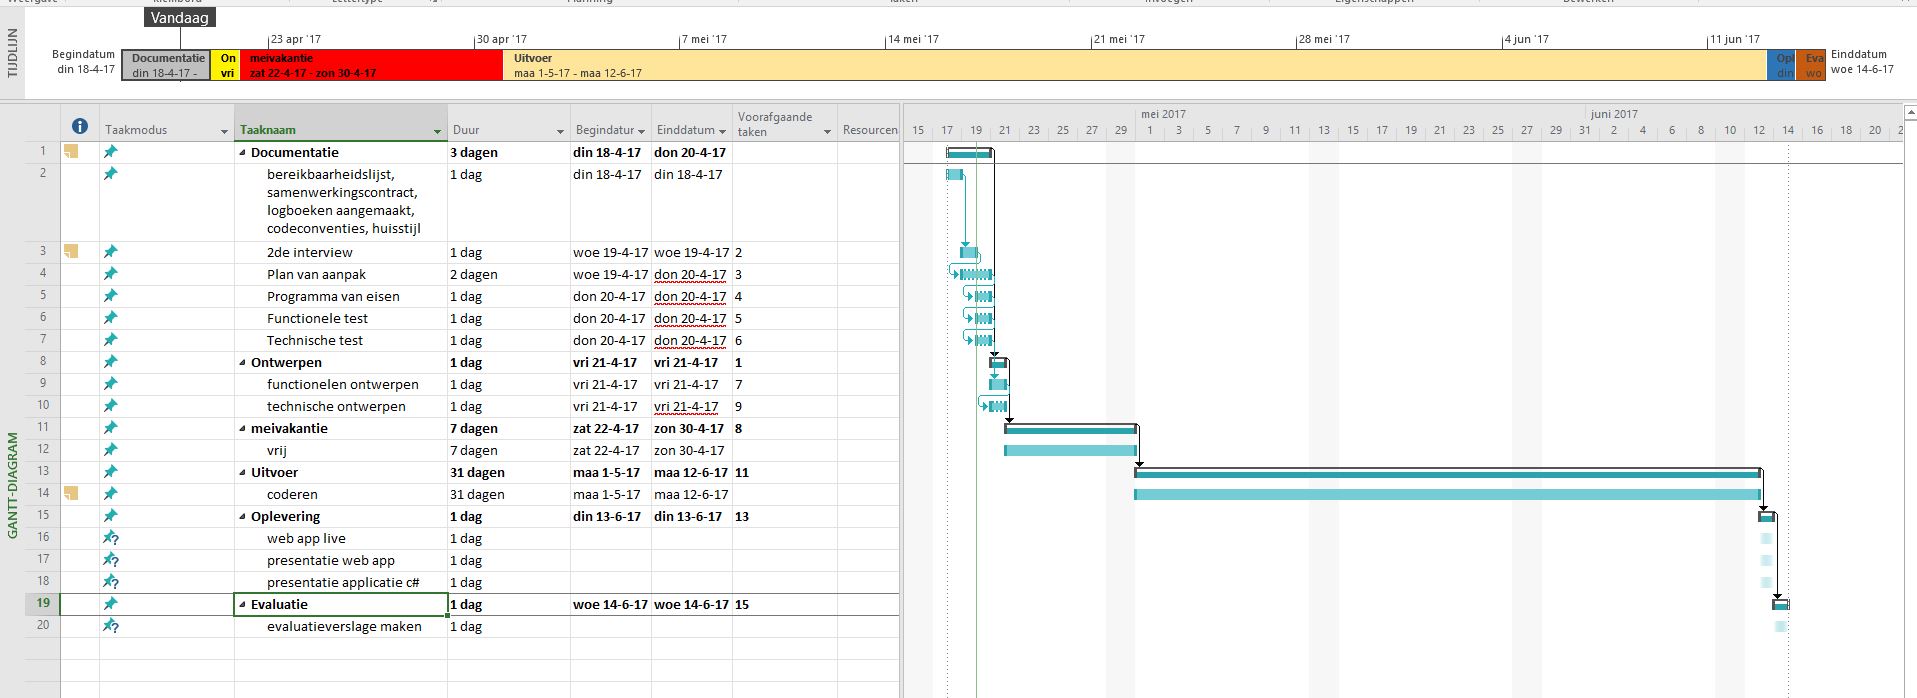 Vandaag
TIJDLIJN
23 apr '17
30 apr '17
7 mei '17
14 mei '17
21 mei '17
28 mei '17
4 jun '17
11 jun '17
Begindatum
din 18-4-17
Documentatie
din 18-4-17 -
On
vri
meivakantie
zat 22-4-17 - zon 30-4-17
Uitvoer
maa 1-5-17 - maa 12-6-17
Opl
din
Eva
wo
Einddatum
woe 14-6-17
GANTT-DIAGRAM
Taakmodus Taaknaam Duur Begindatur Einddatum Voorafgaande taken Resourcen
mei 2017 juni 2017
15 17 19 21 23 25 27 29 1 3 5 7 9 11 13 15 17 19 21 23 25 27 29 31 2 4 6 8 10 12 14 16 18 20 2
1 Documentatie 3 dagen din 18-4-17 don 20-4-17
2 bereikbaarheidslijst, 1 dag din 18-4-17 din 18-4-17
samenwerkingscontract,
logboeken aangemaakt,
codeconventies, huisstijl
3 2de interview 1 dag woe 19-4-17 woe 19-4-17 2
4 Plan van aanpak 2 dagen woe 19-4-17 don 20-4-17 3
5 Programma van eisen 1 dag don 20-4-17 don 20-4-17 4
6 Functionele test 1 dag don 20-4-17 don 20-4-17 5
7 Technische test 1 dag don 20-4-17 don 20-4-17 6
8 Ontwerpen 1 dag vri 21-4-17 vri 21-4-17 1
9 functionelen ontwerpen 1 dag vri 21-4-17 vri 21-4-17 7
10 technische ontwerpen 1 dag vri 21-4-17 vri 21-4-17 9
11 meivakantie 7 dagen zat 22-4-17 zon 30-4-17 8
12 vrij 7 dagen zat 22-4-17 zon 30-4-17
13 Uitvoer 31 dagen maa 1-5-17 maa 12-6-17 11
14 coderen 31 dagen maa 1-5-17 maa 12-6-17
15 Oplevering 1 dag din 13-6-17 din 13-6-17 13
16 web app live 1 dag
17 presentatie web app 1 dag
18 presentatie applicatie c# 1 dag
19 Evaluatie 1 dag woe 14-6-17 woe 14-6-17 15
20 evaluatieverslage maken 1 dag